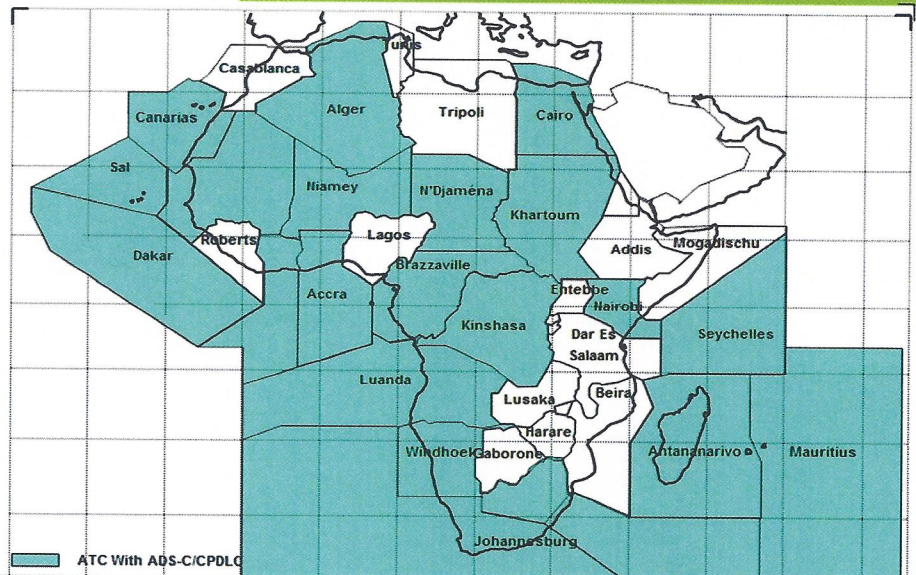 Casablanca
Tunis
Canarias
Alger
Tripoli
Cairo
Sal
Niamey
N'Djaména
Khartoum
Dakar
Roberts
Lagos
Addis
Mogadischu
Brazzaville
Accra
Entebbe
Nairobi
Kinshasa
Seychelles
Dar Es
Salaam
Luanda
Lusaka
Beira
Harare
Windhoek
Gaborone
Antananarivo
Mauritius
Johannesburg
ATC With ADS-C/CPDLC